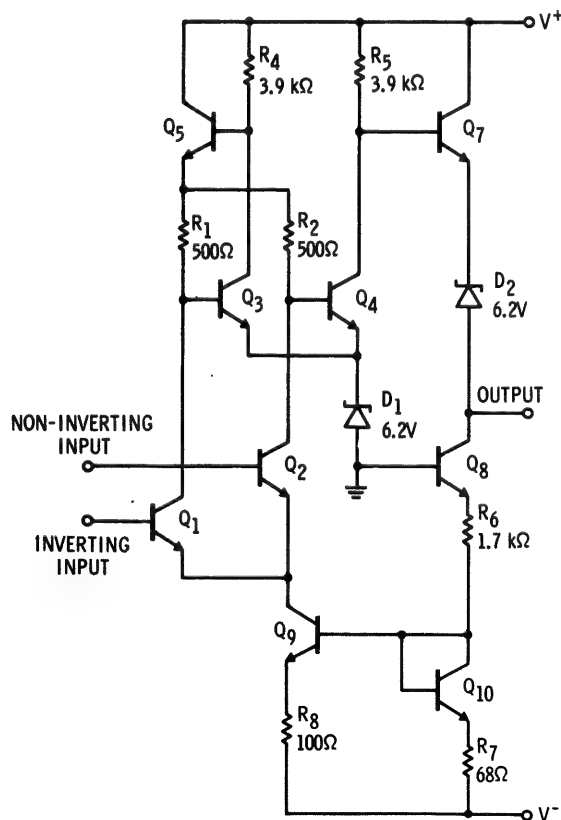 V+
R4
3.9 kΩ
R5
3.9 kΩ
Q5
Q7
R1
500Ω
R2
500Ω
Q3
Q4
D2
6.2V
D1
6.2V
OUTPUT
NON-INVERTING
INPUT
Q2
Q8
Q1
R6
1.7 kΩ
INVERTING
INPUT
Q9
Q10
R8
100Ω
R7
68Ω
V-